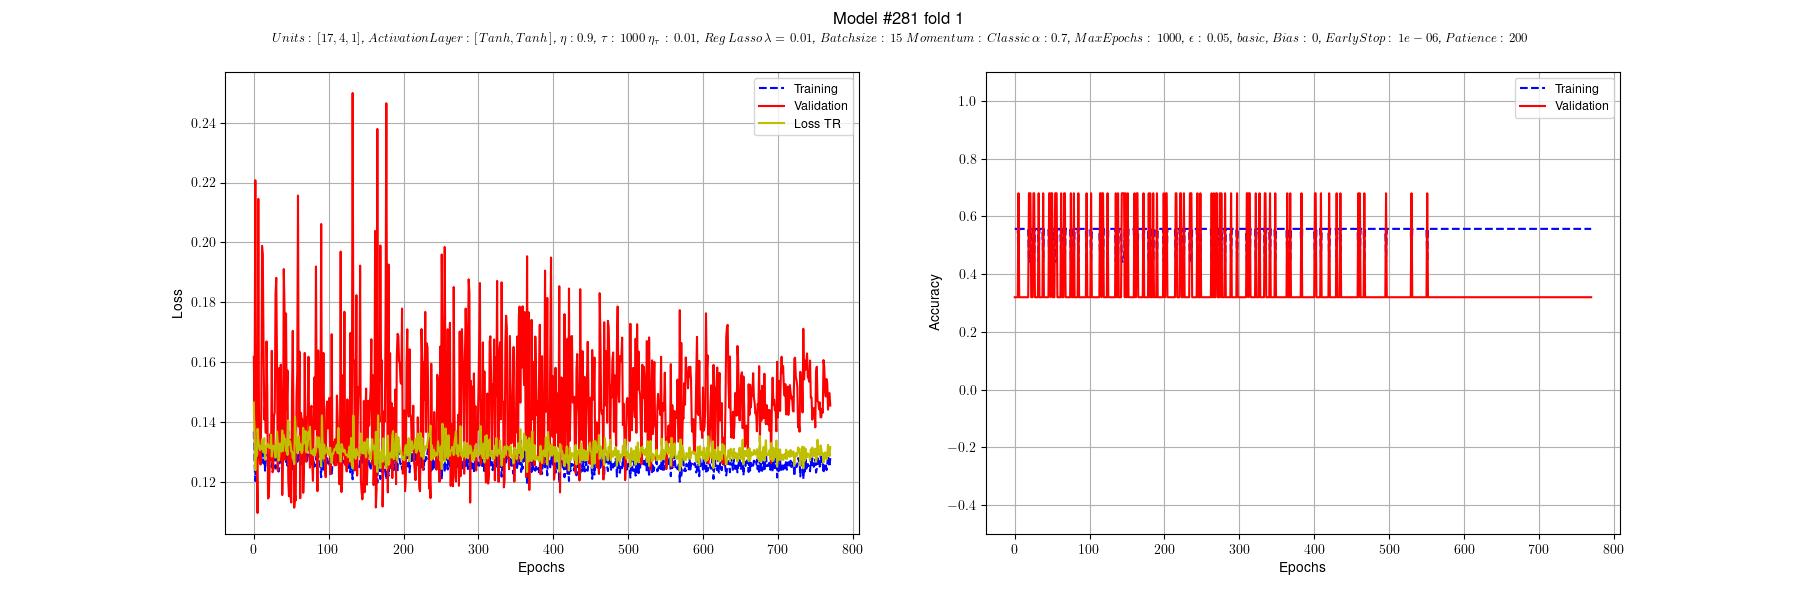 Model #281 fold 1
Units : [17, 4, 1], ActivationLayer : [Tanh, Tanh], η : 0.9, τ : 1000 η_τ : 0.01, Reg Lasso λ = 0.01, Batchsize : 15 Momentum : Classic α : 0.7, MaxEpochs : 1000, ϵ : 0.05, basic, Bias : 0, EarlyStop : 1e − 06, Patience : 200
Training
Validation
Loss TR
0.24
0.22
0.20
0.18
0.16
0.14
0.12
Loss
0 100 200 300 400 500 600 700 800
Epochs
Training
Validation
1.0
0.8
0.6
0.4
0.2
0.0
−0.2
−0.4
Accuracy
0 100 200 300 400 500 600 700 800
Epochs